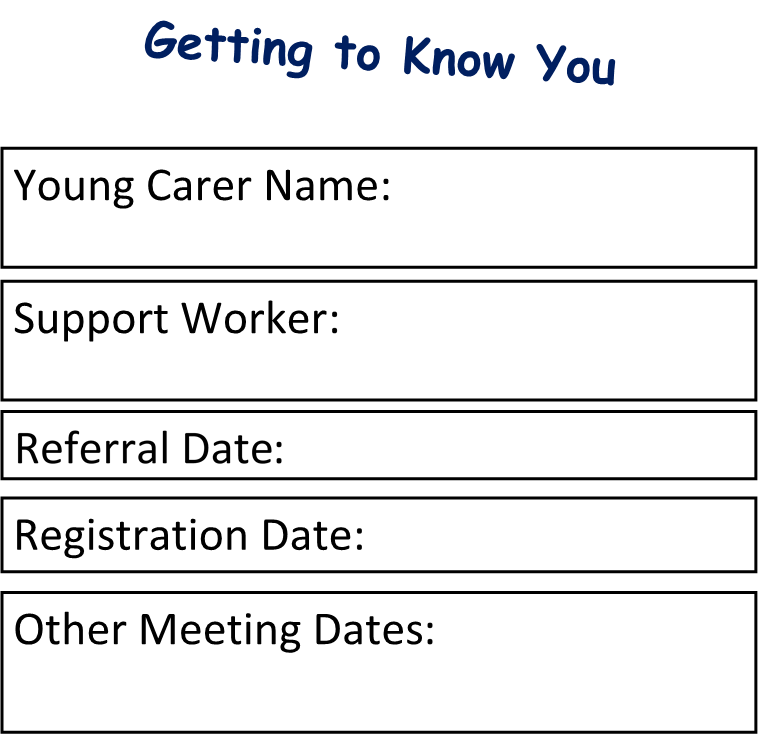 Getting to Know You
Young Carer Name:
Support Worker:
Referral Date:
Registration Date:
Other Meeting Dates: